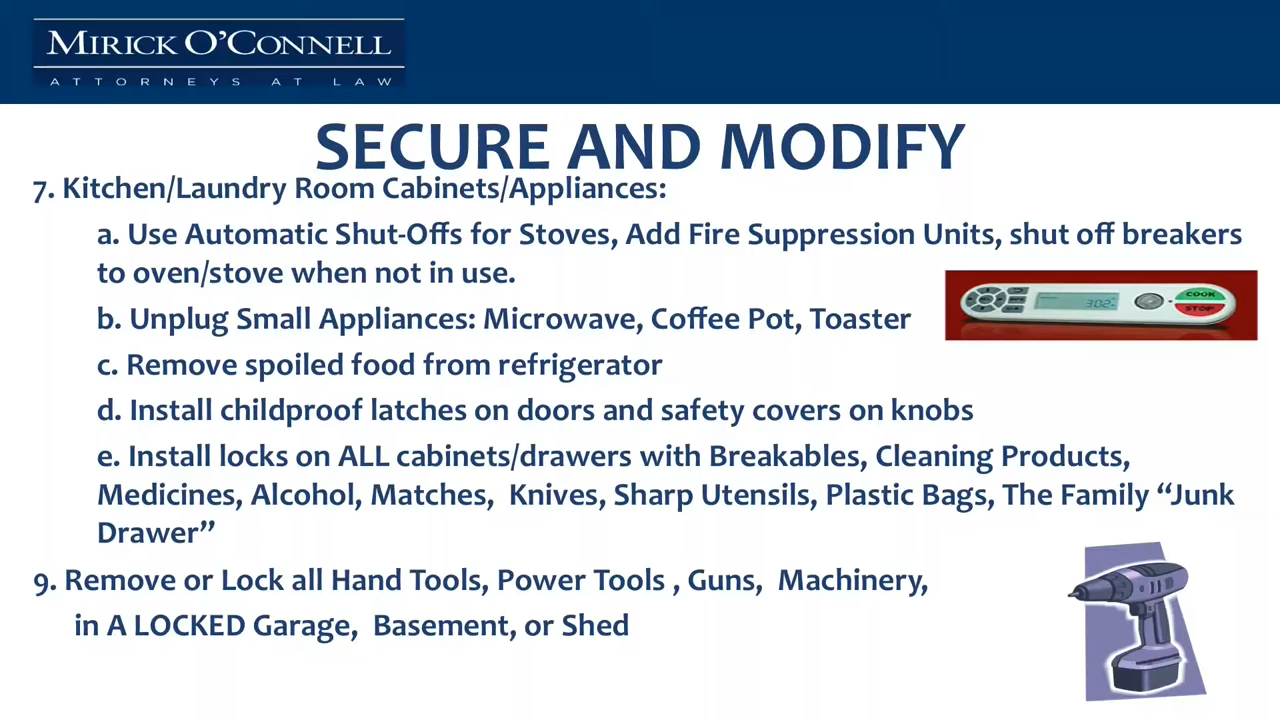 MIRICK O'CONNELL
ATTORNEYS AT LAW
SECURE AND MODIFY
7. Kitchen/Laundry Room Cabinets/Appliances:
a. Use Automatic Shut-Offs for Stoves, Add Fire Suppression Units, shut off breakers
to oven/stove when not in use.
COOK
302
STOP
b. Unplug Small Appliances: Microwave, Coffee Pot, Toaster
c. Remove spoiled food from refrigerator
d. Install childproof latches on doors and safety covers on knobs
e. Install locks on ALL cabinets/drawers with Breakables, Cleaning Products,
Medicines, Alcohol, Matches,  Knives, Sharp Utensils, Plastic Bags, The Family “Junk
Drawer”
9. Remove or Lock all Hand Tools, Power Tools , Guns,  Machinery,
in A LOCKED Garage,  Basement, or Shed